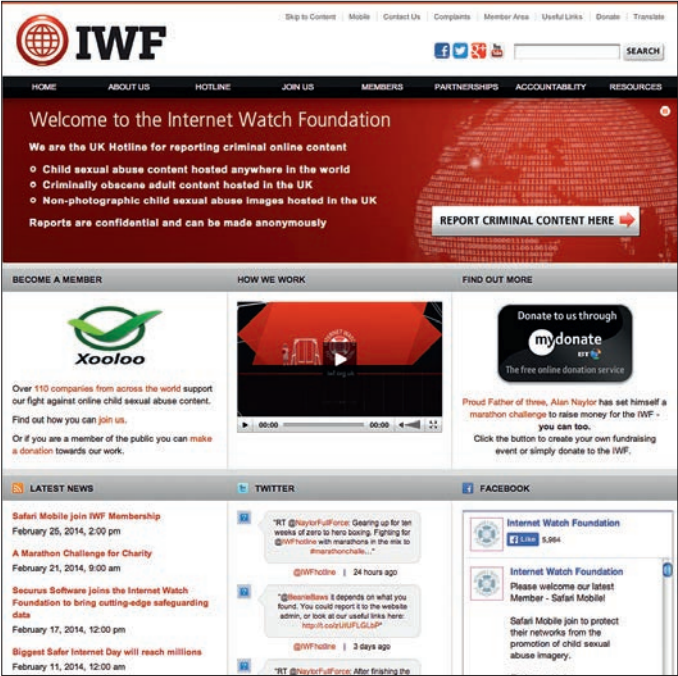 Skip to Content | Mobile | Contact Us | Complaints | Member Area | Useful Links | Donate | Translate
IWF
SEARCH
HOME ABOUT US HOTLINE JOIN US MEMBERS PARTNERSHIPS ACCOUNTABILITY RESOURCES
Welcome to the Internet Watch Foundation
We are the UK Hotline for reporting criminal online content
Child sexual abuse content hosted anywhere in the world
Criminally obscene adult content hosted in the UK
Non-photographic child sexual abuse images hosted in the UK
Reports are confidential and can be made anonymously
REPORT CRIMINAL CONTENT HERE
BECOME A MEMBER
Xooloo
Over 110 companies from across the world support
our fight against online child sexual abuse content.
Find out how you can join us.
Or if you are a member of the public you can make
a donation towards our work.
HOW WE WORK
00:00 00:00
FIND OUT MORE
Donate to us through
mydonate
BT
The free online donation service
Proud Father of three, Alan Naylor has set himself a
marathon challenge to raise money for the IWF -
you can too.
Click the button to create your own fundraising
event or simply donate to the IWF.
LATEST NEWS
Safari Mobile join IWF Membership
February 25, 2014, 2:00 pm
A Marathon Challenge for Charity
February 21, 2014, 9:00 am
Securus Software joins the Internet Watch
Foundation to bring cutting-edge safeguarding
data
February 17, 2014, 12:00 pm
Biggest Safer Internet Day will reach millions
February 11, 2014, 12:00 am
TWITTER
"RT @NaylorFullForce: Gearing up for ten
weeks of zero to hero boxing. Fighting for
@IWFhotline with marathons in the mix to
#marathonchalle..."
@IWFhotline | 24 hours ago
"@BeanieBaws it depends on what you
found. You could report it to the website
admin, or look at our useful links here:
@IWFhotline | 3 days ago
"RT @NaylorFullForce: After finishing the
FACEBOOK
Internet Watch Foundation
Like 5,984
Internet Watch Foundation
Please welcome our latest
Member - Safari Mobile!
Safari Mobile join to protect
their networks from the
promotion of child sexual
abuse imagery.